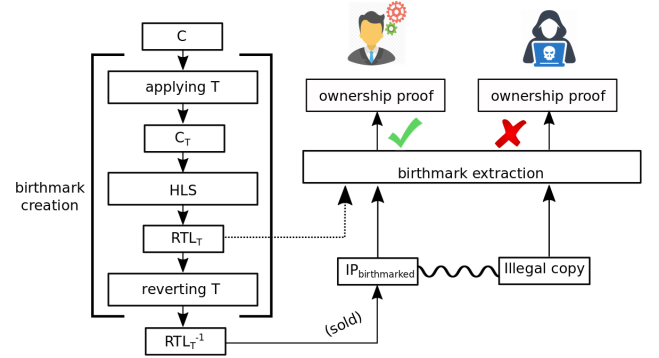 C
applying T
C_T
HLS
RTL_T
reverting T
RTL_T^-1
birthmark
creation
ownership proof
ownership proof
birthmark extraction
IP_birthmarked
Illegal copy
(sold)